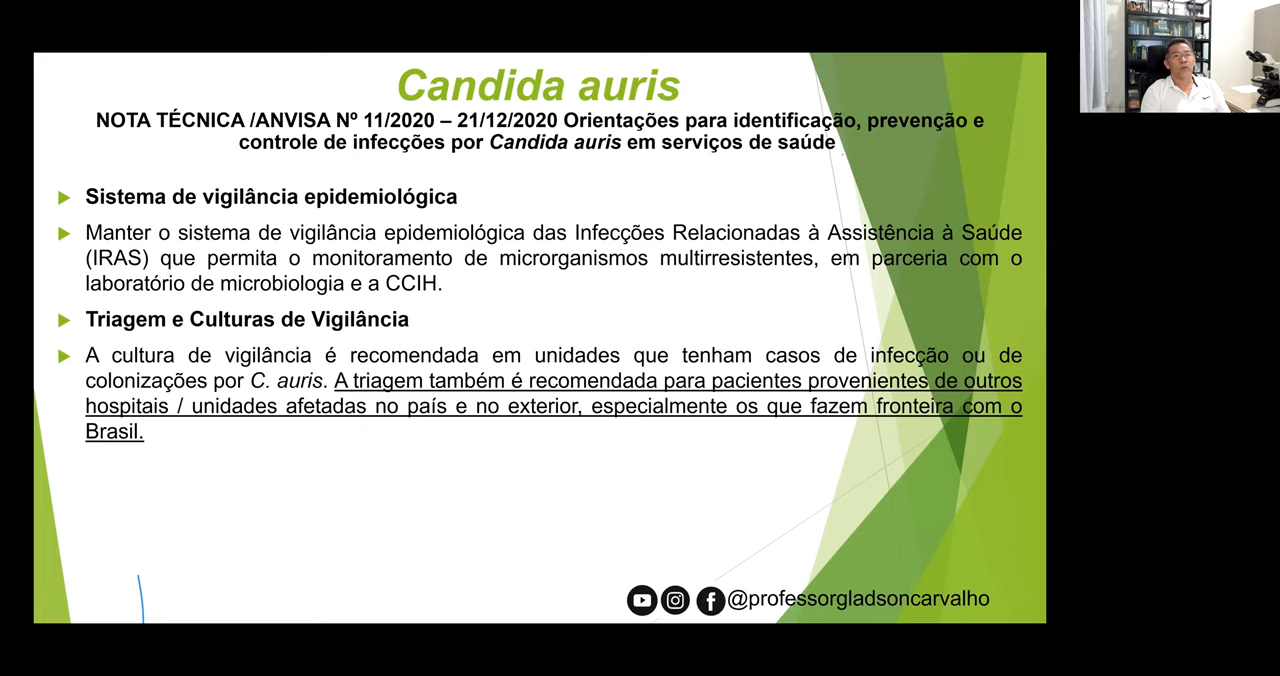 Candida auris
NOTA TÉCNICA /ANVISA Nº 11/2020 – 21/12/2020 Orientações para identificação, prevenção e
controle de infecções por Candida auris em serviços de saúde
Sistema de vigilância epidemiológica
Manter o sistema de vigilância epidemiológica das Infecções Relacionadas à Assistência à Saúde
(IRAS) que permita o monitoramento de microrganismos multirresistentes, em parceria com o
laboratório de microbiologia e a CCIH.
Triagem e Culturas de Vigilância
A cultura de vigilância é recomendada em unidades que tenham casos de infecção ou de
colonizações por C. auris. A triagem também é recomendada para pacientes provenientes de outros
hospitais / unidades afetadas no país e no exterior, especialmente os que fazem fronteira com o
Brasil.
@professorgladsoncarvalho